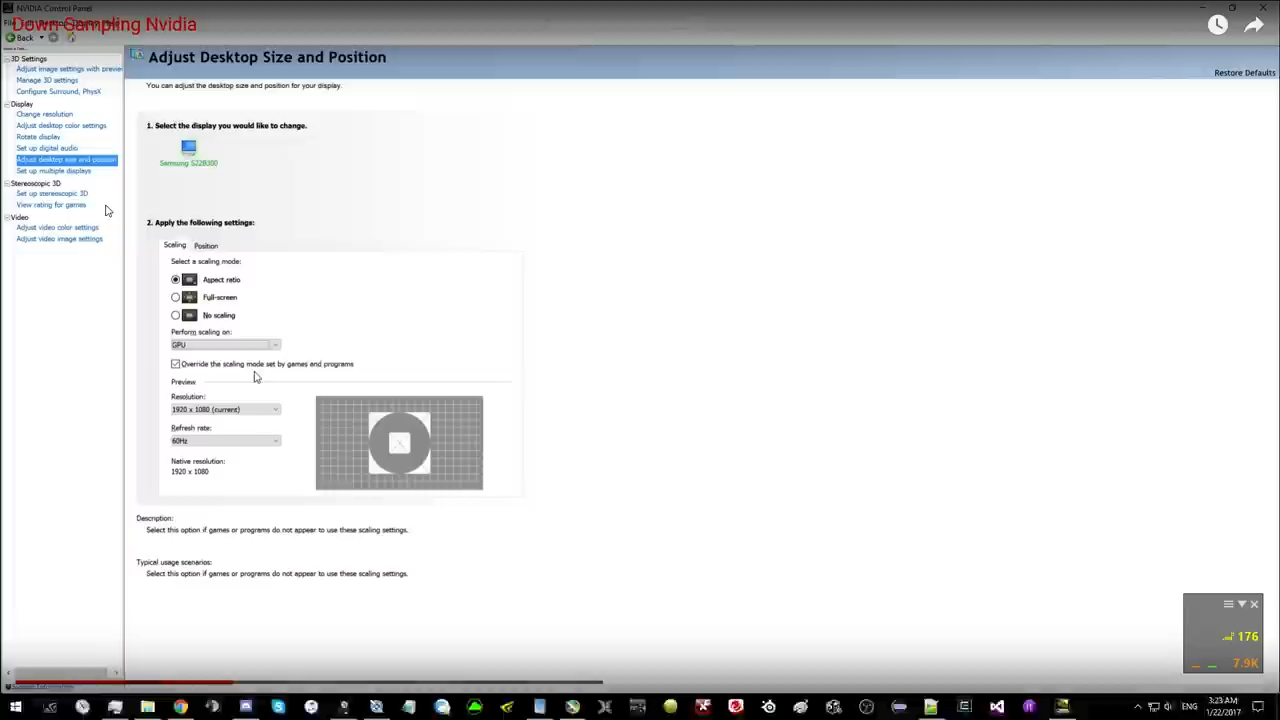 NVIDIA Control Panel
Down Sampling Nvidia
Back
3D Settings
Adjust image settings with preview
Manage 3D settings
Configure Surround, PhysX
Display
Change resolution
Adjust desktop color settings
Rotate display
Set up digital audio
Adjust desktop size and position
Set up multiple displays
Stereoscopic 3D
Set up stereoscopic 3D
View rating for games
Video
Adjust video color settings
Adjust video image settings
Adjust Desktop Size and Position
Restore Defaults
You can adjust the desktop size and position for your display.
1. Select the display you would like to change.
Samsung S22B300
2. Apply the following settings:
Scaling Position
Select a scaling mode:
Aspect ratio
Full-screen
No scaling
Perform scaling on:
GPU
Override the scaling mode set by games and programs
Preview
Resolution:
1920 x 1080 (current)
Refresh rate:
60Hz
Native resolution:
1920 x 1080
Description:
Select this option if games or programs do not appear to use these scaling settings.
Typical usage scenarios:
Select this option if games or programs do not appear to use these scaling settings.
176
7.9K
ENG
3:23 AM
1/22/2017